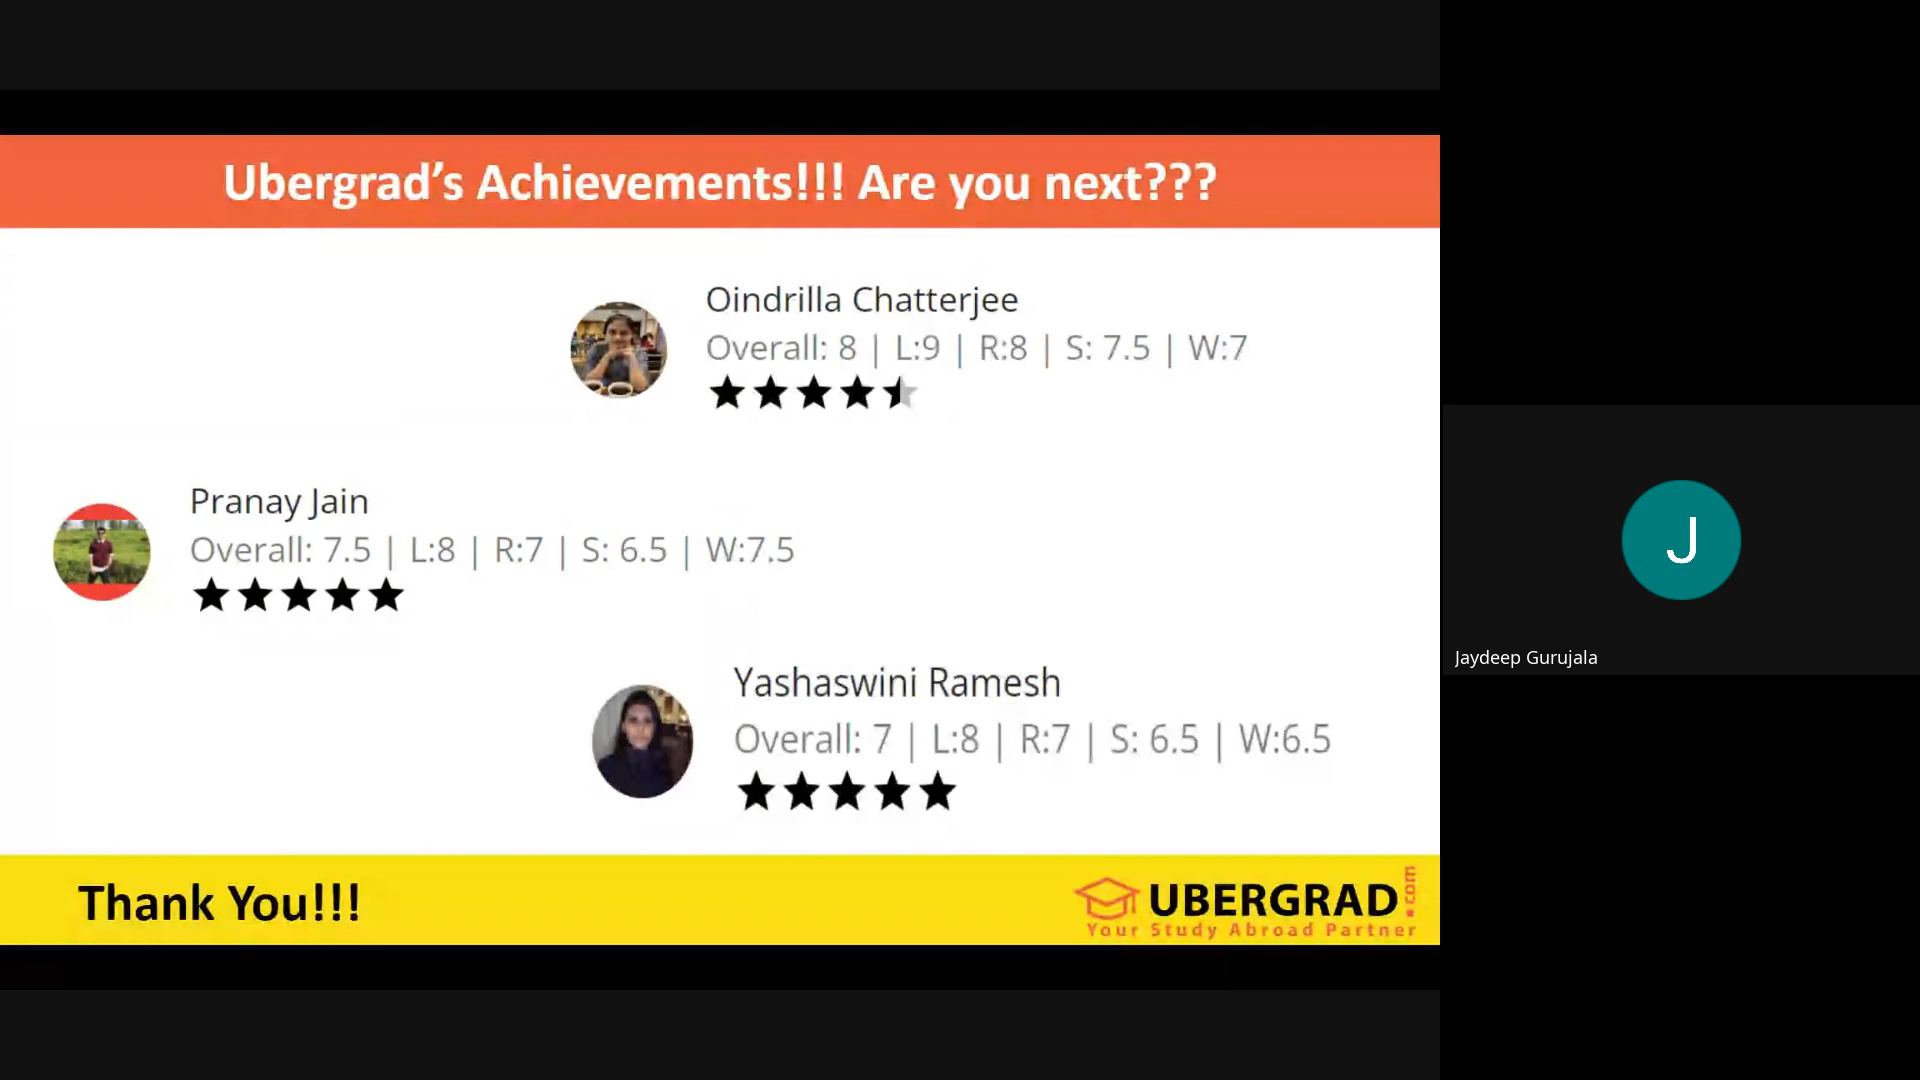 Ubergrad’s Achievements!!! Are you next???
Oindrilla Chatterjee
Overall: 8 | L:9 | R:8 | S: 7.5 | W:7
Pranay Jain
Overall: 7.5 | L:8 | R:7 | S: 6.5 | W:7.5
Yashaswini Ramesh
Overall: 7 | L:8 | R:7 | S: 6.5 | W:6.5
Thank You!!!
UBERGRAD.com
Your Study Abroad Partner
J
Jaydeep Gurujala